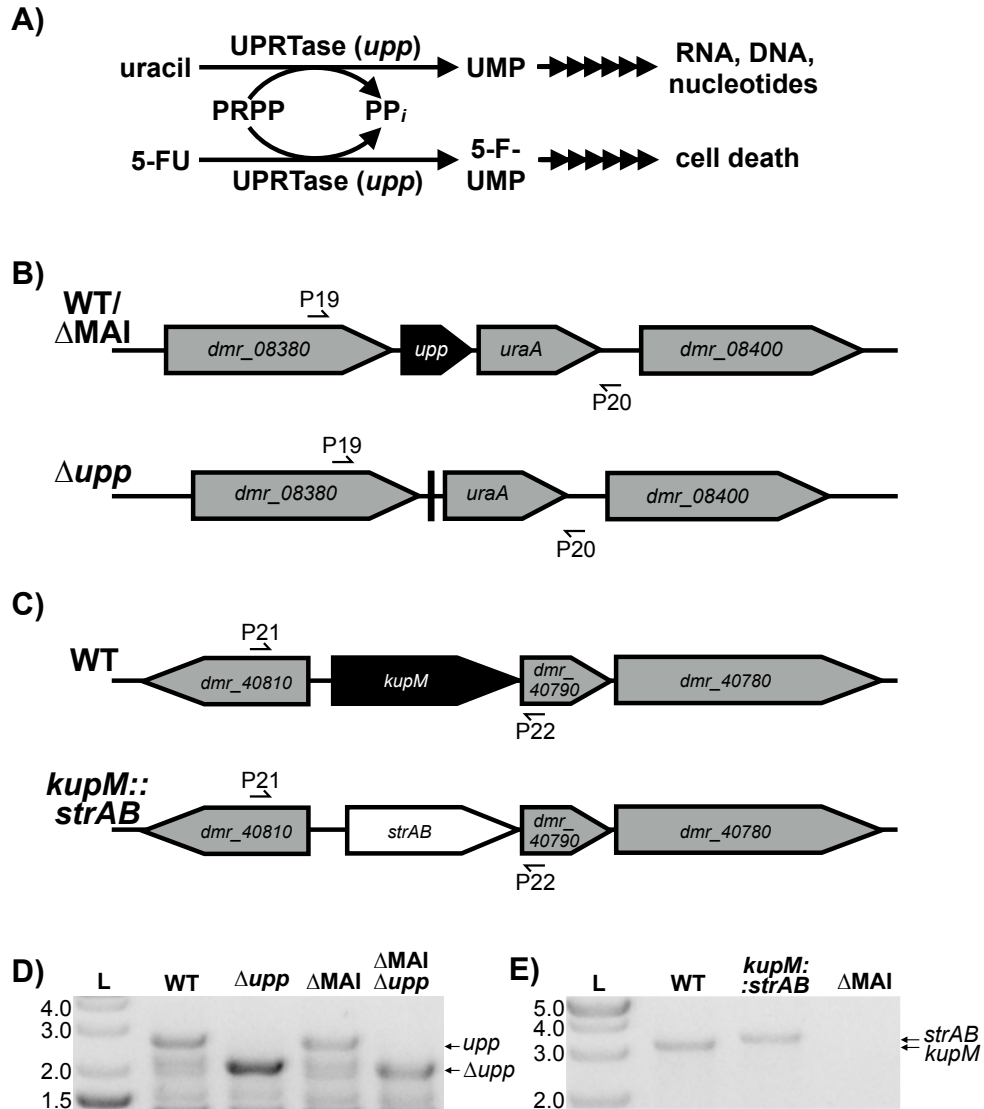 A)
UPRTase (upp)
uracil
UMP
RNA, DNA,
nucleotides
PRPP
PPi
5-FU
5-F-
UMP
cell death
UPRTase (upp)
B)
WT/
ΔMAI
P19
dmr_08380
upp
uraA
dmr_08400
P20
Δupp
P19
dmr_08380
uraA
dmr_08400
P20
C)
WT
P21
dmr_40810
kupM
dmr_
40790
dmr_40780
P22
kupM::
strAB
P21
dmr_40810
strAB
dmr_
40790
dmr_40780
P22
D)
L
WT
Δupp
ΔMAI
ΔMAI
Δupp
4.0
3.0
2.0
1.5
upp
Δupp
E)
L
WT
kupM:
:strAB
ΔMAI
5.0
4.0
3.0
2.0
strAB
kupM